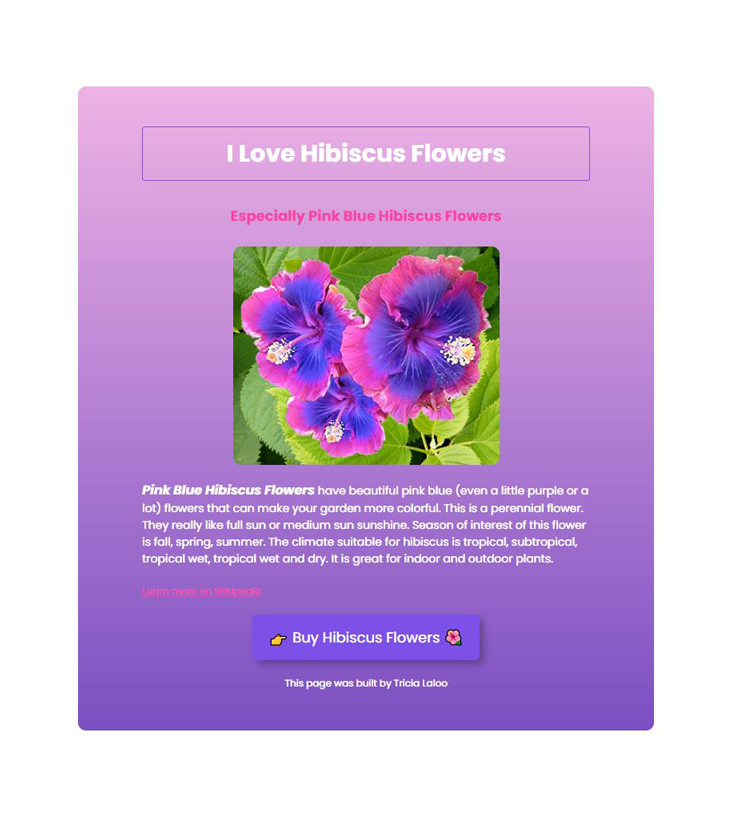 I Love Hibiscus Flowers
Especially Pink Blue Hibiscus Flowers
Pink Blue Hibiscus Flowers have beautiful pink blue (even a little purple or a
lot) flowers that can make your garden more colorful. This is a perennial flower.
They really like full sun or medium sun sunshine. Season of interest of this flower
is fall, spring, summer. The climate suitable for hibiscus is tropical, subtropical,
tropical wet, tropical wet and dry. It is great for indoor and outdoor plants.
Learn more on Wikipedia
👉 Buy Hibiscus Flowers 🌺
This page was built by Tricia Laloo